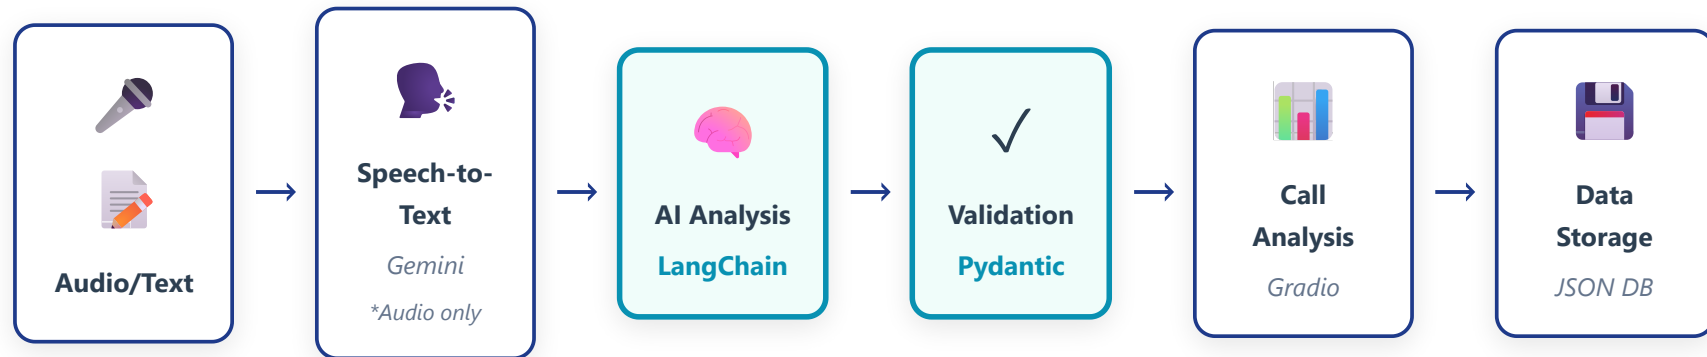 Audio/Text
Speech-to-
Text
Gemini
*Audio only
AI Analysis
LangChain
Validation
Pydantic
Call
Analysis
Gradio
Data
Storage
JSON DB